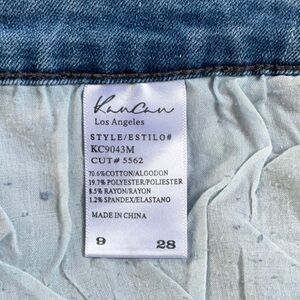 KanCan
Los Angeles
STYLE/ESTILO#
KC9043M
CUT# 5562
70.6%COTTON/ALGODON
19.7% POLYESTER/POLIESTER
8.5% RAYON/RAYON
1.2% SPANDEX/ELASTANO
MADE IN CHINA
9 28